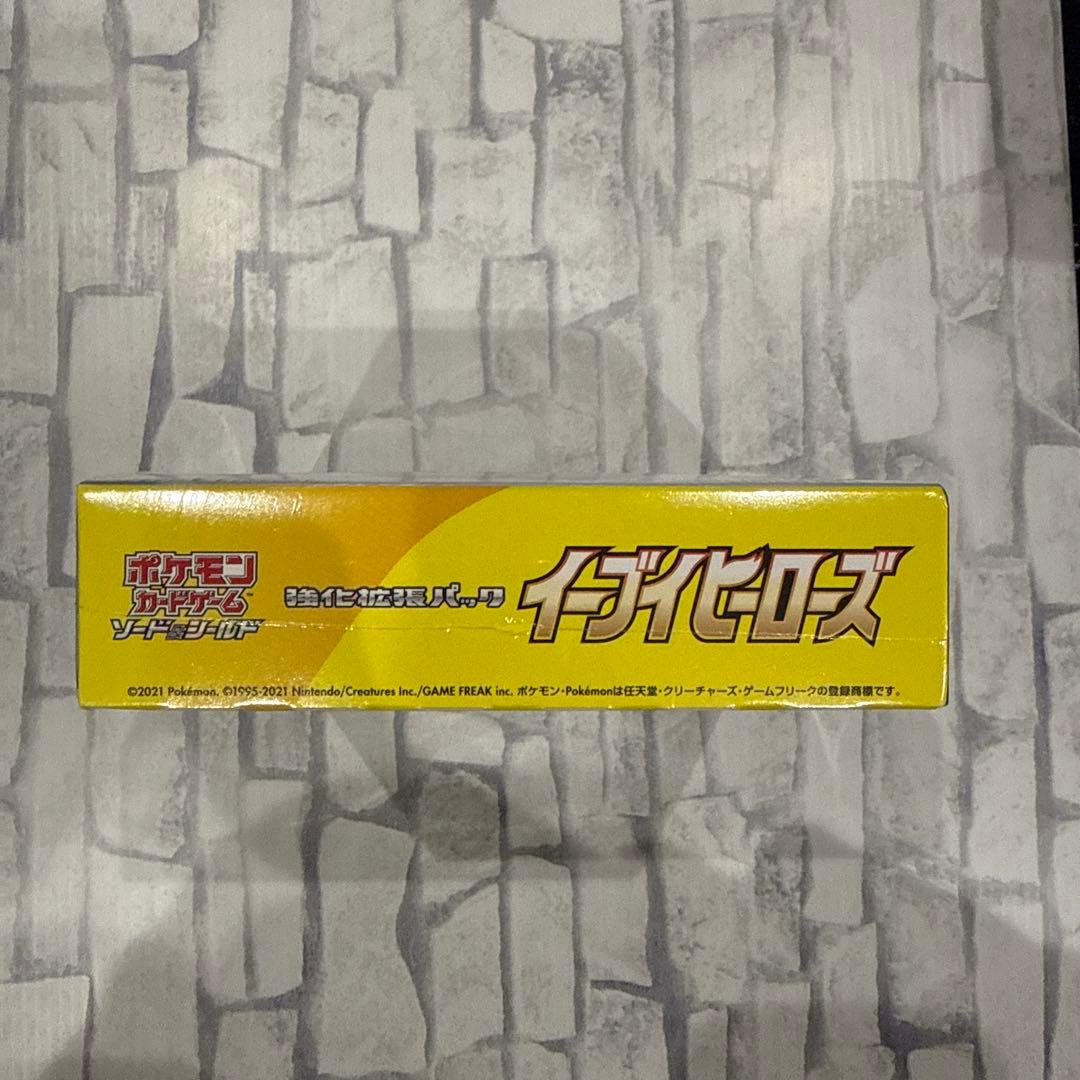 ポケモン
カードゲーム™
ソード&シールド
強化拡張パック
イーブイヒーローズ
©2021 Pokémon. ©1995-2021 Nintendo/Creatures Inc./GAME FREAK inc. ポケモン・Pokémonは任天堂・クリーチャーズ・ゲームフリークの登録商標です。